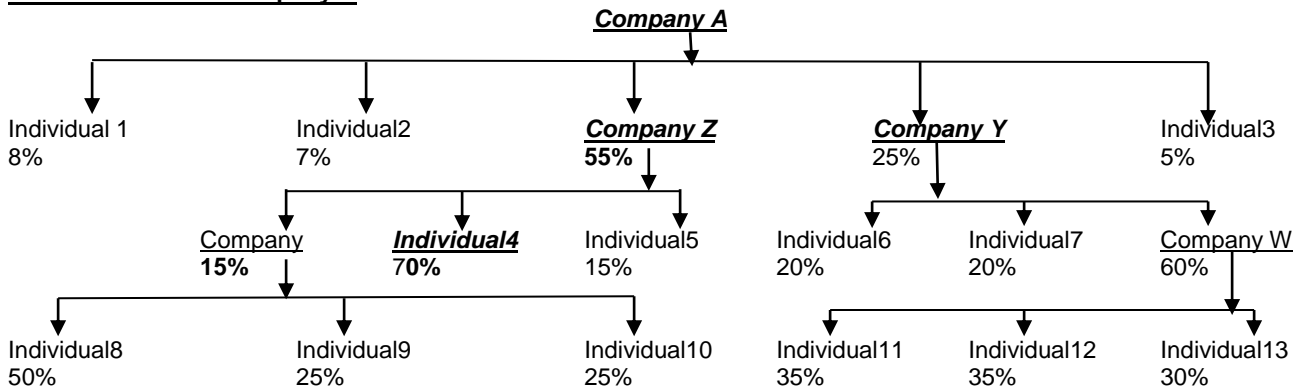 Company A
Individual 1 Individual2 Company Z Company Y Individual3
8% 7% 55% 25% 5%
Company Individual4 Individual5 Individual6 Individual7 Company W
15% 70% 15% 20% 20% 60%
Individual8 Individual9 Individual10 Individual11 Individual12 Individual13
50% 25% 25% 35% 35% 30%